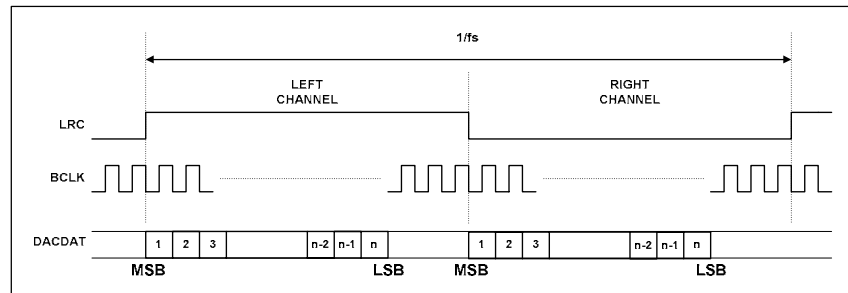 1/fs
LEFT
CHANNEL
RIGHT
CHANNEL
LRC
BCLK
DACDAT
1 2 3 n-2 n-1 n 1 2 3 n-2 n-1 n
MSB LSB MSB LSB